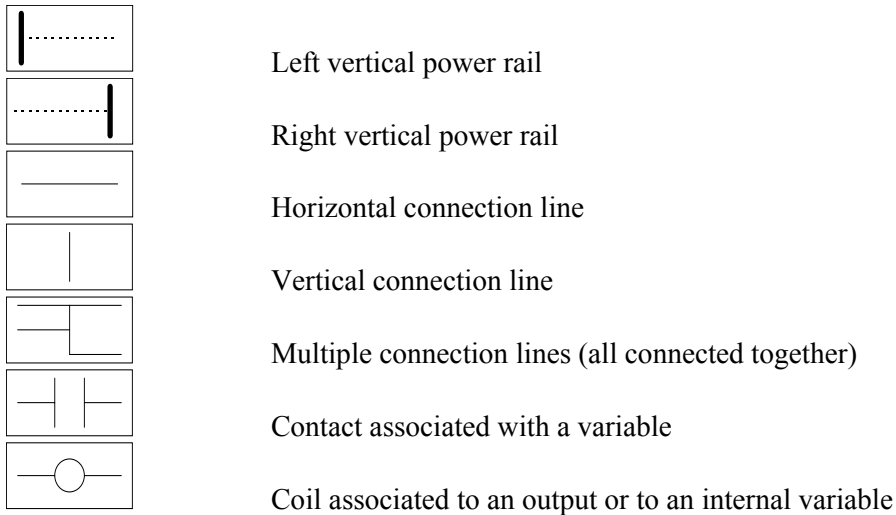 Left vertical power rail
Right vertical power rail
Horizontal connection line
Vertical connection line
Multiple connection lines (all connected together)
Contact associated with a variable
Coil associated to an output or to an internal variable